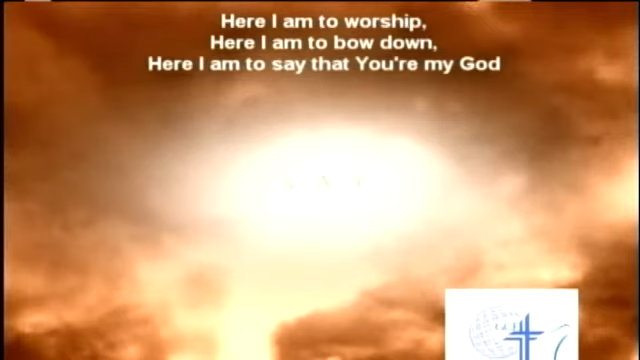 Here I am to worship,
Here I am to bow down,
Here I am to say that You're my God